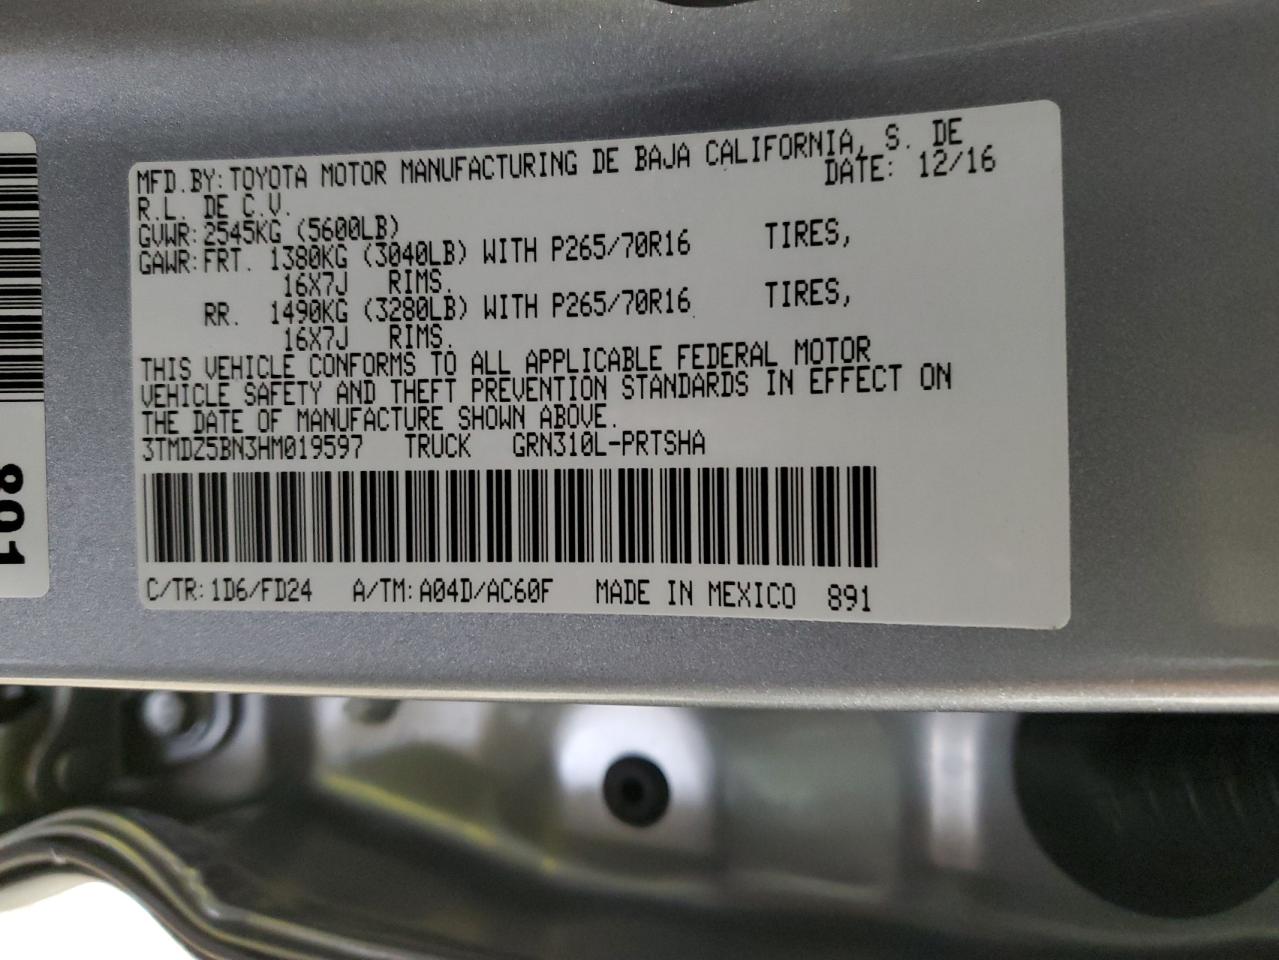 MFD.BY:TOYOTA MOTOR MANUFACTURING DE BAJA CALIFORNIA, S. DE
R.L. DE C.V. DATE: 12/16
GVWR:2545KG (5600LB)
GAWR:FRT. 1380KG (3040LB) WITH P265/70R16 TIRES,
16X7J RIMS.
RR. 1490KG (3280LB) WITH P265/70R16 TIRES,
16X7J RIMS.
THIS VEHICLE CONFORMS TO ALL APPLICABLE FEDERAL MOTOR
VEHICLE SAFETY AND THEFT PREVENTION STANDARDS IN EFFECT ON
THE DATE OF MANUFACTURE SHOWN ABOVE.
3TMDZ5BN3HM019597 TRUCK GRN310L-PRTSHA
C/TR:1D6/FD24 A/TM:A04D/AC60F MADE IN MEXICO 891
891